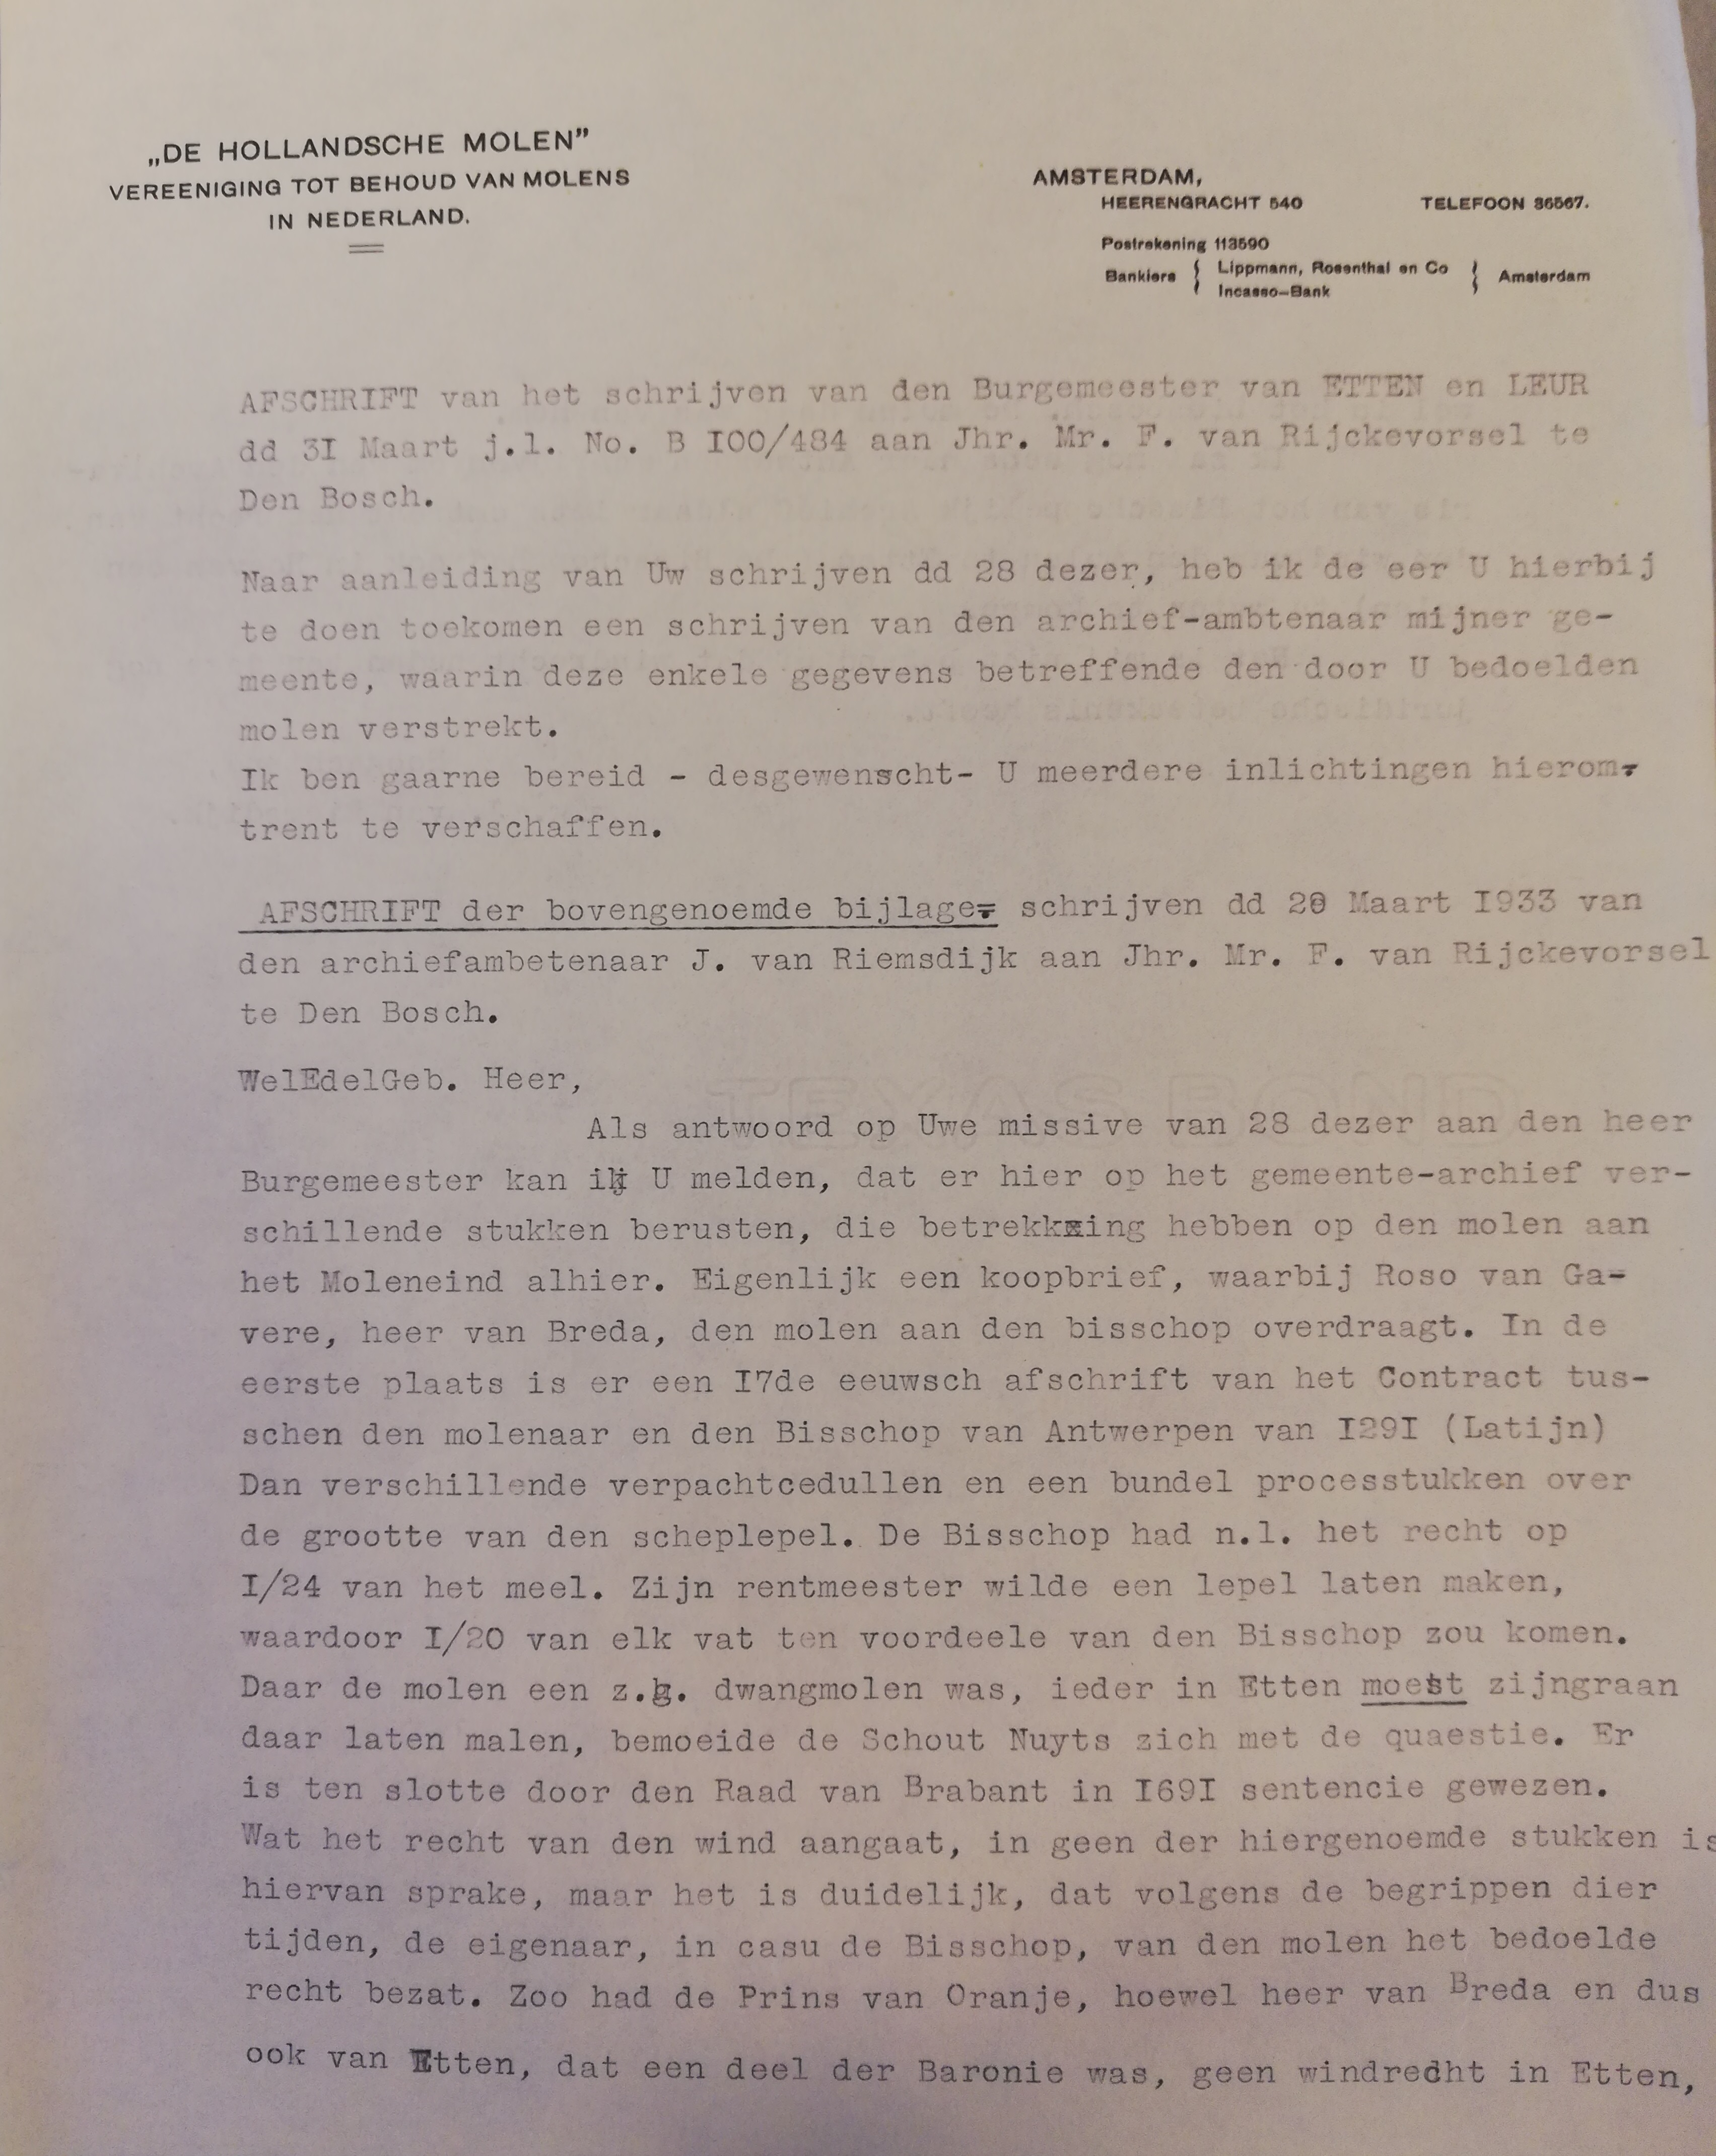 „DE HOLLANDSCHE MOLEN”
VEREENIGING TOT BEHOUD VAN MOLENS
IN NEDERLAND.
AMSTERDAM,
HEERENGRACHT 540 TELEFOON 36567.
Postrekening 113590
Bankiers { Lippmann, Rosenthal en Co } Amsterdam
Incasso-Bank
AFSCHRIFT van het schrijven van den Burgemeester van ETTEN en LEUR
dd 3I Maart j.l. No. B I00/484 aan Jhr. Mr. F. van Rijckevorsel te
Den Bosch.
Naar aanleiding van Uw schrijven dd 28 dezer, heb ik de eer U hierbij
te doen toekomen een schrijven van den archief-ambtenaar mijner ge-
meente, waarin deze enkele gegevens betreffende den door U bedoelden
molen verstrekt.
Ik ben gaarne bereid - desgewenscht- U meerdere inlichtingen hierom-
trent te verschaffen.
AFSCHRIFT der bovengenoemde bijlage- schrijven dd 28 Maart I933 van
den archiefambetenaar J. van Riemsdijk aan Jhr. Mr. F. van Rijckevorsel
te Den Bosch.
WelEdelGeb. Heer,
Als antwoord op Uwe missive van 28 dezer aan den heer
Burgemeester kan ik U melden, dat er hier op het gemeente-archief ver-
schillende stukken berusten, die betrekking hebben op den molen aan
het Moleneind alhier. Eigenlijk een koopbrief, waarbij Roso van Ga-
vere, heer van Breda, den molen aan den bisschop overdraagt. In de
eerste plaats is er een I7de eeuwsch afschrift van het Contract tus-
schen den molenaar en den Bisschop van Antwerpen van I29I (Latijn)
Dan verschillende verpachtcedullen en een bundel processtukken over
de grootte van den scheplepel. De Bisschop had n.l. het recht op
I/24 van het meel. Zijn rentmeester wilde een lepel laten maken,
waardoor I/20 van elk vat ten voordeele van den Bisschop zou komen.
Daar de molen een z.g. dwangmolen was, ieder in Etten moest zijngraan
daar laten malen, bemoeide de Schout Nuyts zich met de quaestie. Er
is ten slotte door den Raad van Brabant in I69I sentencie gewezen.
Wat het recht van den wind aangaat, in geen der hiergenoemde stukken is
hiervan sprake, maar het is duidelijk, dat volgens de begrippen dier
tijden, de eigenaar, in casu de Bisschop, van den molen het bedoelde
recht bezat. Zoo had de Prins van Oranje, hoewel heer van Breda en dus
ook van Etten, dat een deel der Baronie was, geen windrecht in Etten,